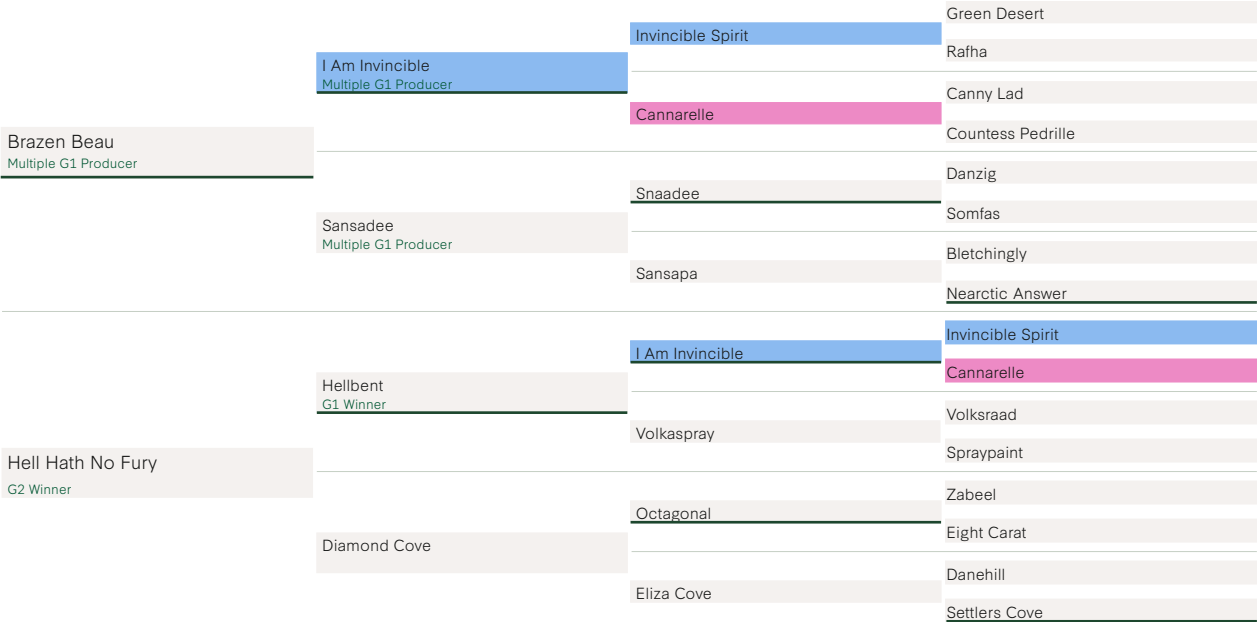 Brazen Beau
Multiple G1 Producer
Hell Hath No Fury
G2 Winner
I Am Invincible
Multiple G1 Producer
Sansadee
Multiple G1 Producer
Hellbent
G1 Winner
Diamond Cove
Invincible Spirit
Cannarelle
Snaadee
Sansapa
I Am Invincible
Volkaspray
Octagonal
Eliza Cove
Green Desert
Rafha
Canny Lad
Countess Pedrille
Danzig
Somfas
Bletchingly
Nearctic Answer
Invincible Spirit
Cannarelle
Volksraad
Spraypaint
Zabeel
Eight Carat
Danehill
Settlers Cove